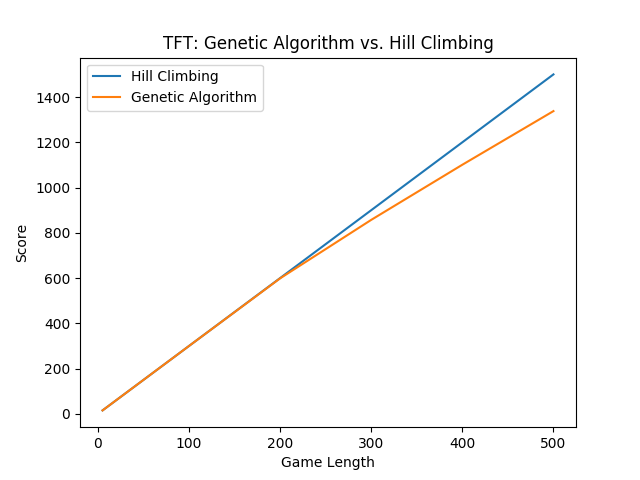 TFT: Genetic Algorithm vs. Hill Climbing
Hill Climbing
Genetic Algorithm
1400
1200
1000
800
600
400
200
0
Score
0 100 200 300 400 500
Game Length